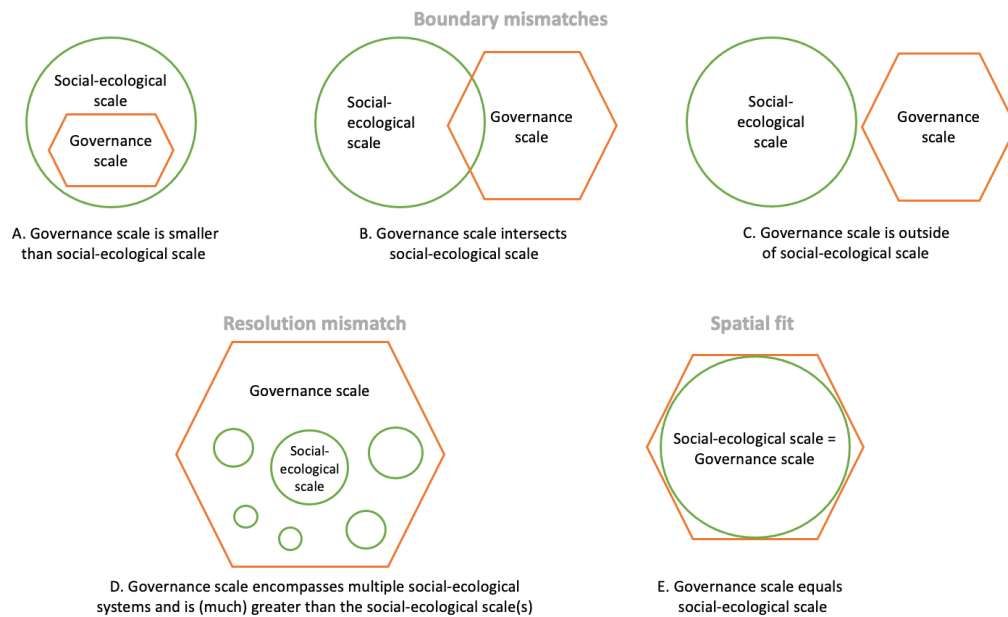 Boundary mismatches
Social-ecological
scale
Governance
scale
A. Governance scale is smaller
than social-ecological scale
Social-
ecological
scale
Governance
scale
B. Governance scale intersects
social-ecological scale
Social-
ecological
scale
Governance
scale
C. Governance scale is outside
of social-ecological scale
Resolution mismatch
Governance scale
Social-
ecological
scale
D. Governance scale encompasses multiple social-ecological
systems and is (much) greater than the social-ecological scale(s)
Spatial fit
Social-ecological scale =
Governance scale
E. Governance scale equals
social-ecological scale